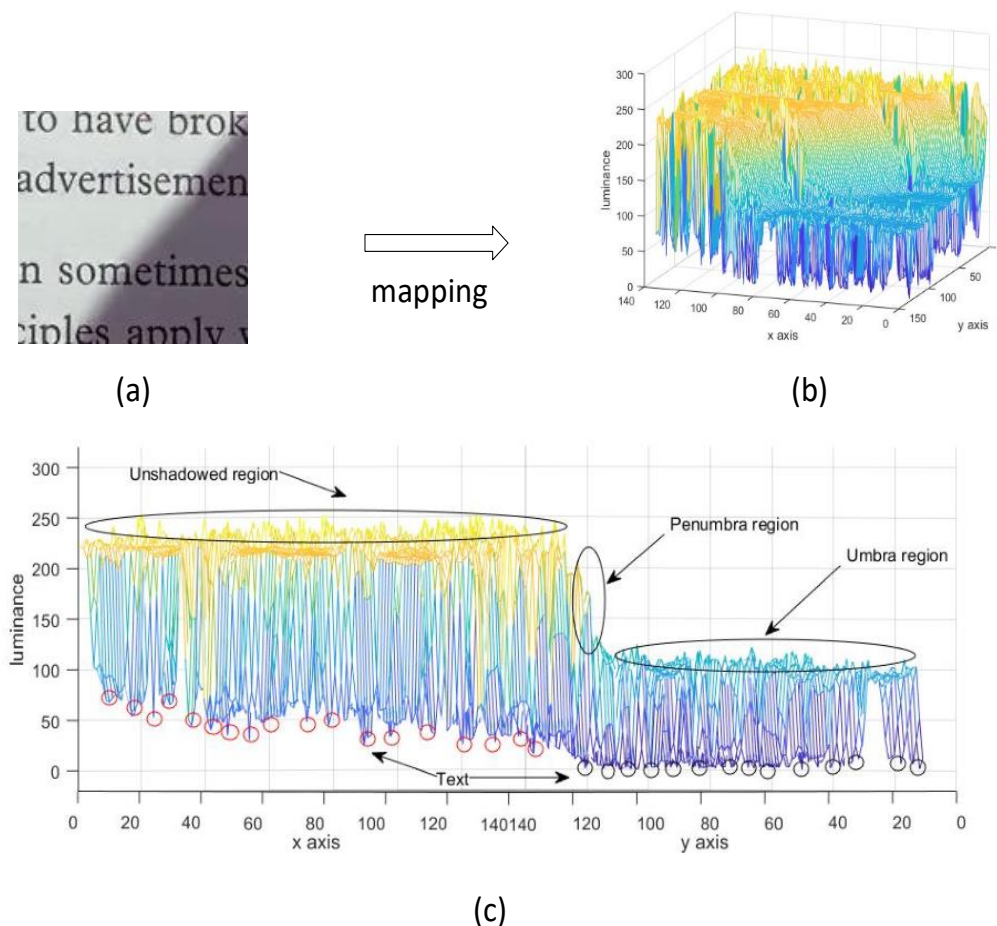 to have brok
advertisemen
n sometimes
ciples apply
(a)
mapping
300
250
200
150
100
50
0
luminance
140
120
100
80
60
40
20
0
x axis
50
100
150
y axis
(b)
300
250
200
150
100
50
0
luminance
Unshadowed region
Penumbra region
Umbra region
Text
0 20 40 60 80 100 120 140 140 120 100 80 60 40 20 0
x axis y axis
(c)